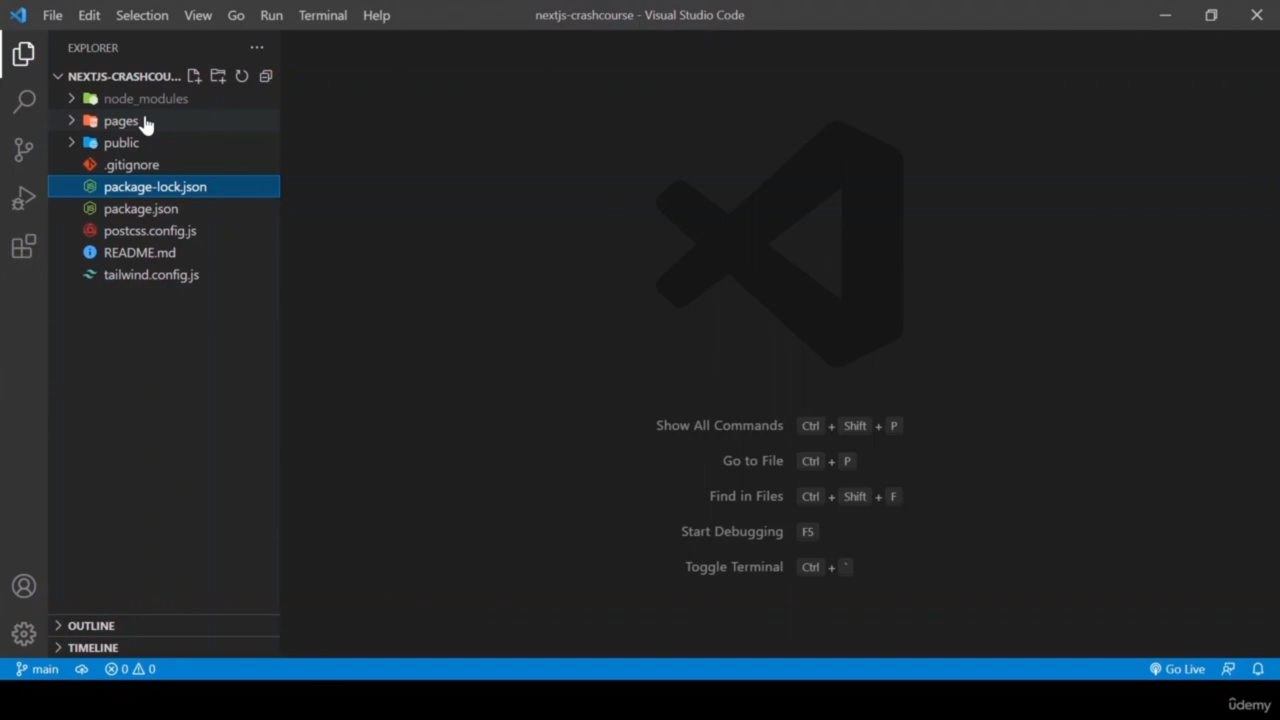 File Edit Selection View Go Run Terminal Help
nextjs-crashcourse - Visual Studio Code
EXPLORER
NEXTJS-CRASHCOU...
node_modules
pages
public
.gitignore
package-lock.json
package.json
postcss.config.js
README.md
tailwind.config.js
Show All Commands Ctrl + Shift + P
Go to File Ctrl + P
Find in Files Ctrl + Shift + F
Start Debugging F5
Toggle Terminal Ctrl + `
OUTLINE
TIMELINE
main 0 0 Go Live
ûdemy